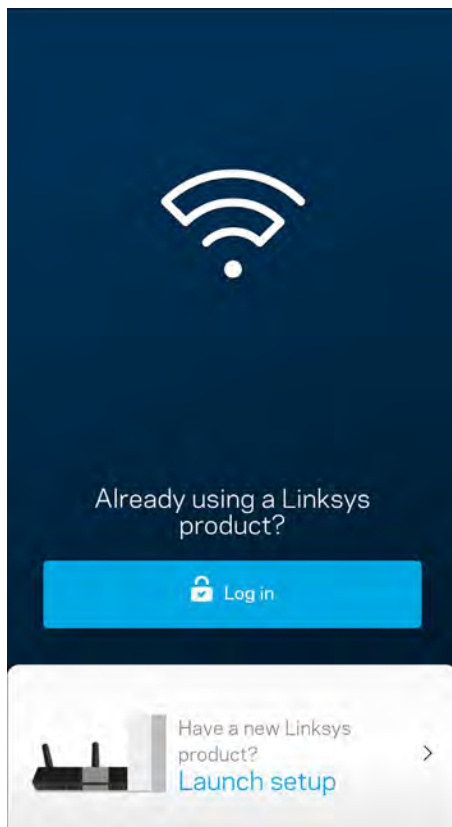 Already using a Linksys
product?
Log in
Have a new Linksys
product?
Launch setup